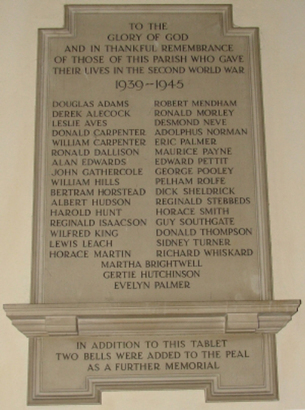 TO THE
GLORY OF GOD
AND IN THANKFUL REMEMBRANCE
OF THOSE OF THIS PARISH WHO GAVE
THEIR LIVES IN THE SECOND WORLD WAR
1939-1945
DOUGLAS ADAMS ROBERT MENDHAM
DEREK ALECOCK RONALD MORLEY
LESLIE AVES DESMOND NEVE
DONALD CARPENTER ADOLPHUS NORMAN
WILLIAM CARPENTER ERIC PALMER
RONALD DALLISON MAURICE PAYNE
ALAN EDWARDS EDWARD PETTIT
JOHN GATHERCOLE GEORGE POOLEY
WILLIAM HILLS PELHAM ROLFE
BERTRAM HORSTEAD DICK SHELDRICK
ALBERT HUDSON REGINALD STEBBEDS
HAROLD HUNT HORACE SMITH
REGINALD ISAACSON GUY SOUTHGATE
WILFRED KING DONALD THOMPSON
LEWIS LEACH SIDNEY TURNER
HORACE MARTIN RICHARD WHISKARD
MARTHA BRIGHTWELL
GERTIE HUTCHINSON
EVELYN PALMER
IN ADDITION TO THIS TABLET
TWO BELLS WERE ADDED TO THE PEAL
AS A FURTHER MEMORIAL